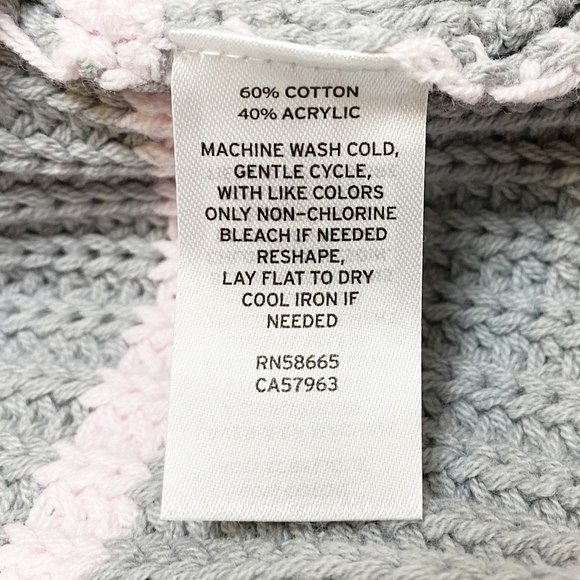 60% COTTON
40% ACRYLIC
MACHINE WASH COLD,
GENTLE CYCLE,
WITH LIKE COLORS
ONLY NON-CHLORINE
BLEACH IF NEEDED
RESHAPE,
LAY FLAT TO DRY
COOL IRON IF
NEEDED
RN58665
CA57963